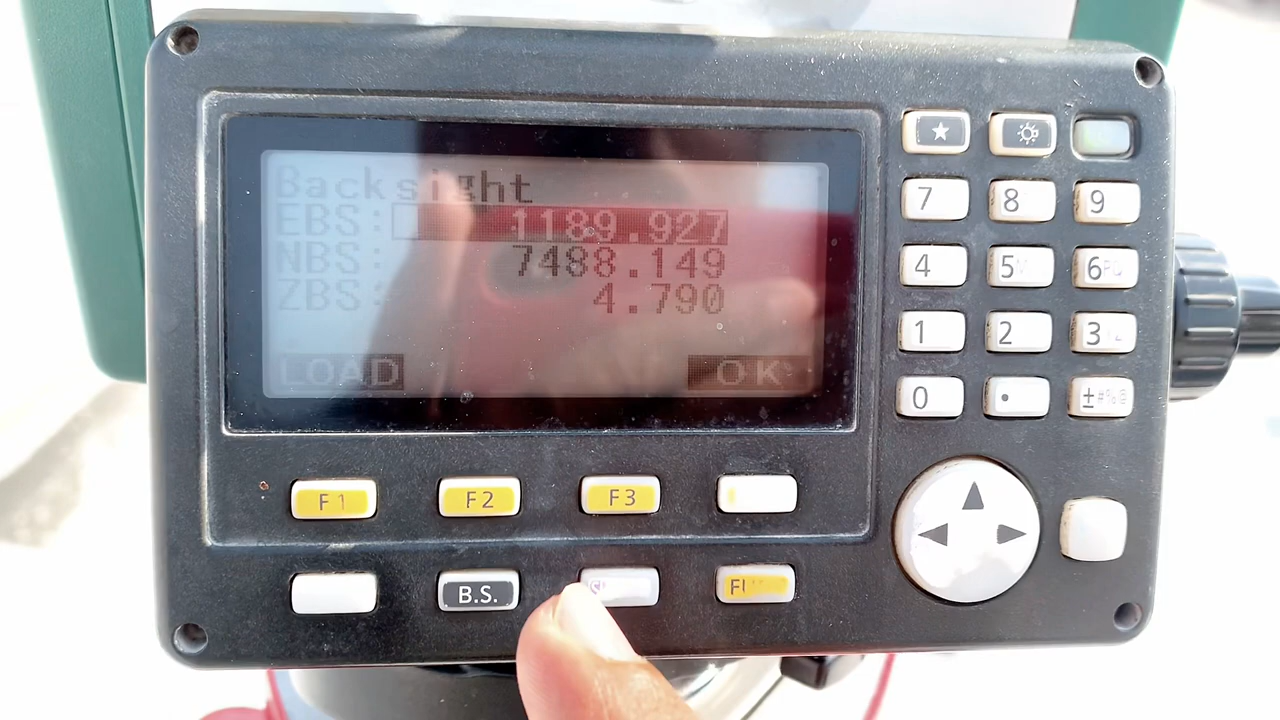 Backsight
EBS: 1189.927
NBS: 7488.149
ZBS: 4.790
LOAD OK
7 8 9
4 5 6
1 2 3
0 . ±#%@
F1 F2 F3
B.S.